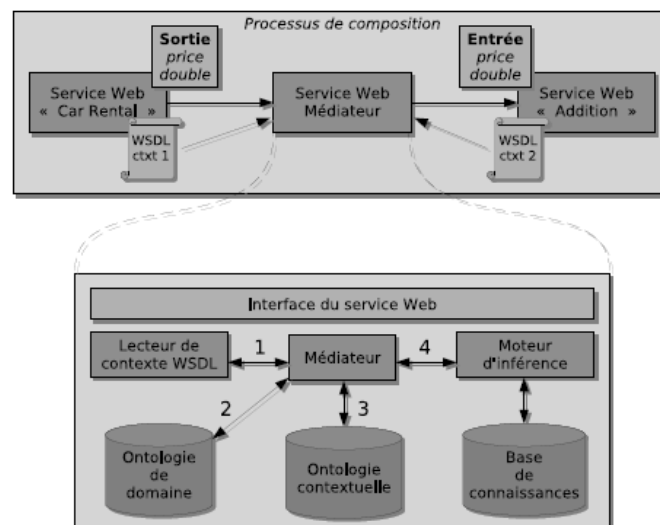 Processus de composition
Sortie
price
double
Entrée
price
double
Service Web
« Car Rental »
Service Web
Médiateur
Service Web
« Addition »
WSDL
ctxt 1
WSDL
ctxt 2
Interface du service Web
Lecteur de
contexte WSDL
1
Médiateur
4
Moteur
d'inférence
2
3
Ontologie
de
domaine
Ontologie
contextuelle
Base
de
connaissances